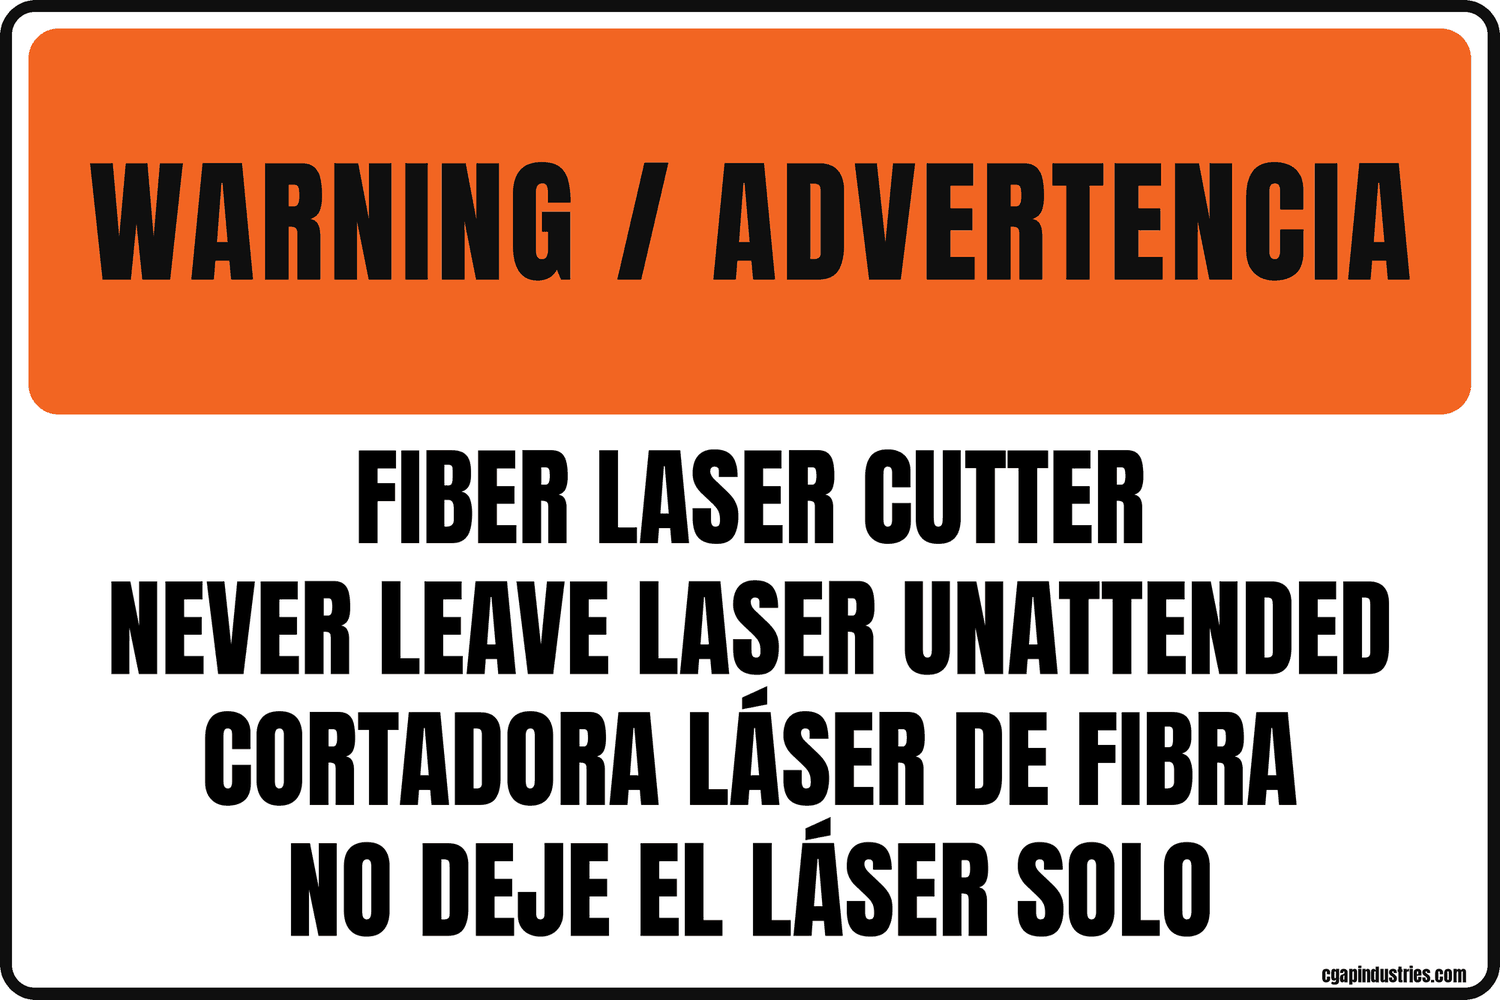 WARNING / ADVERTENCIA
FIBER LASER CUTTER
NEVER LEAVE LASER UNATTENDED
CORTADORA LÁSER DE FIBRA
NO DEJE EL LÁSER SOLO
cgapindustries.com